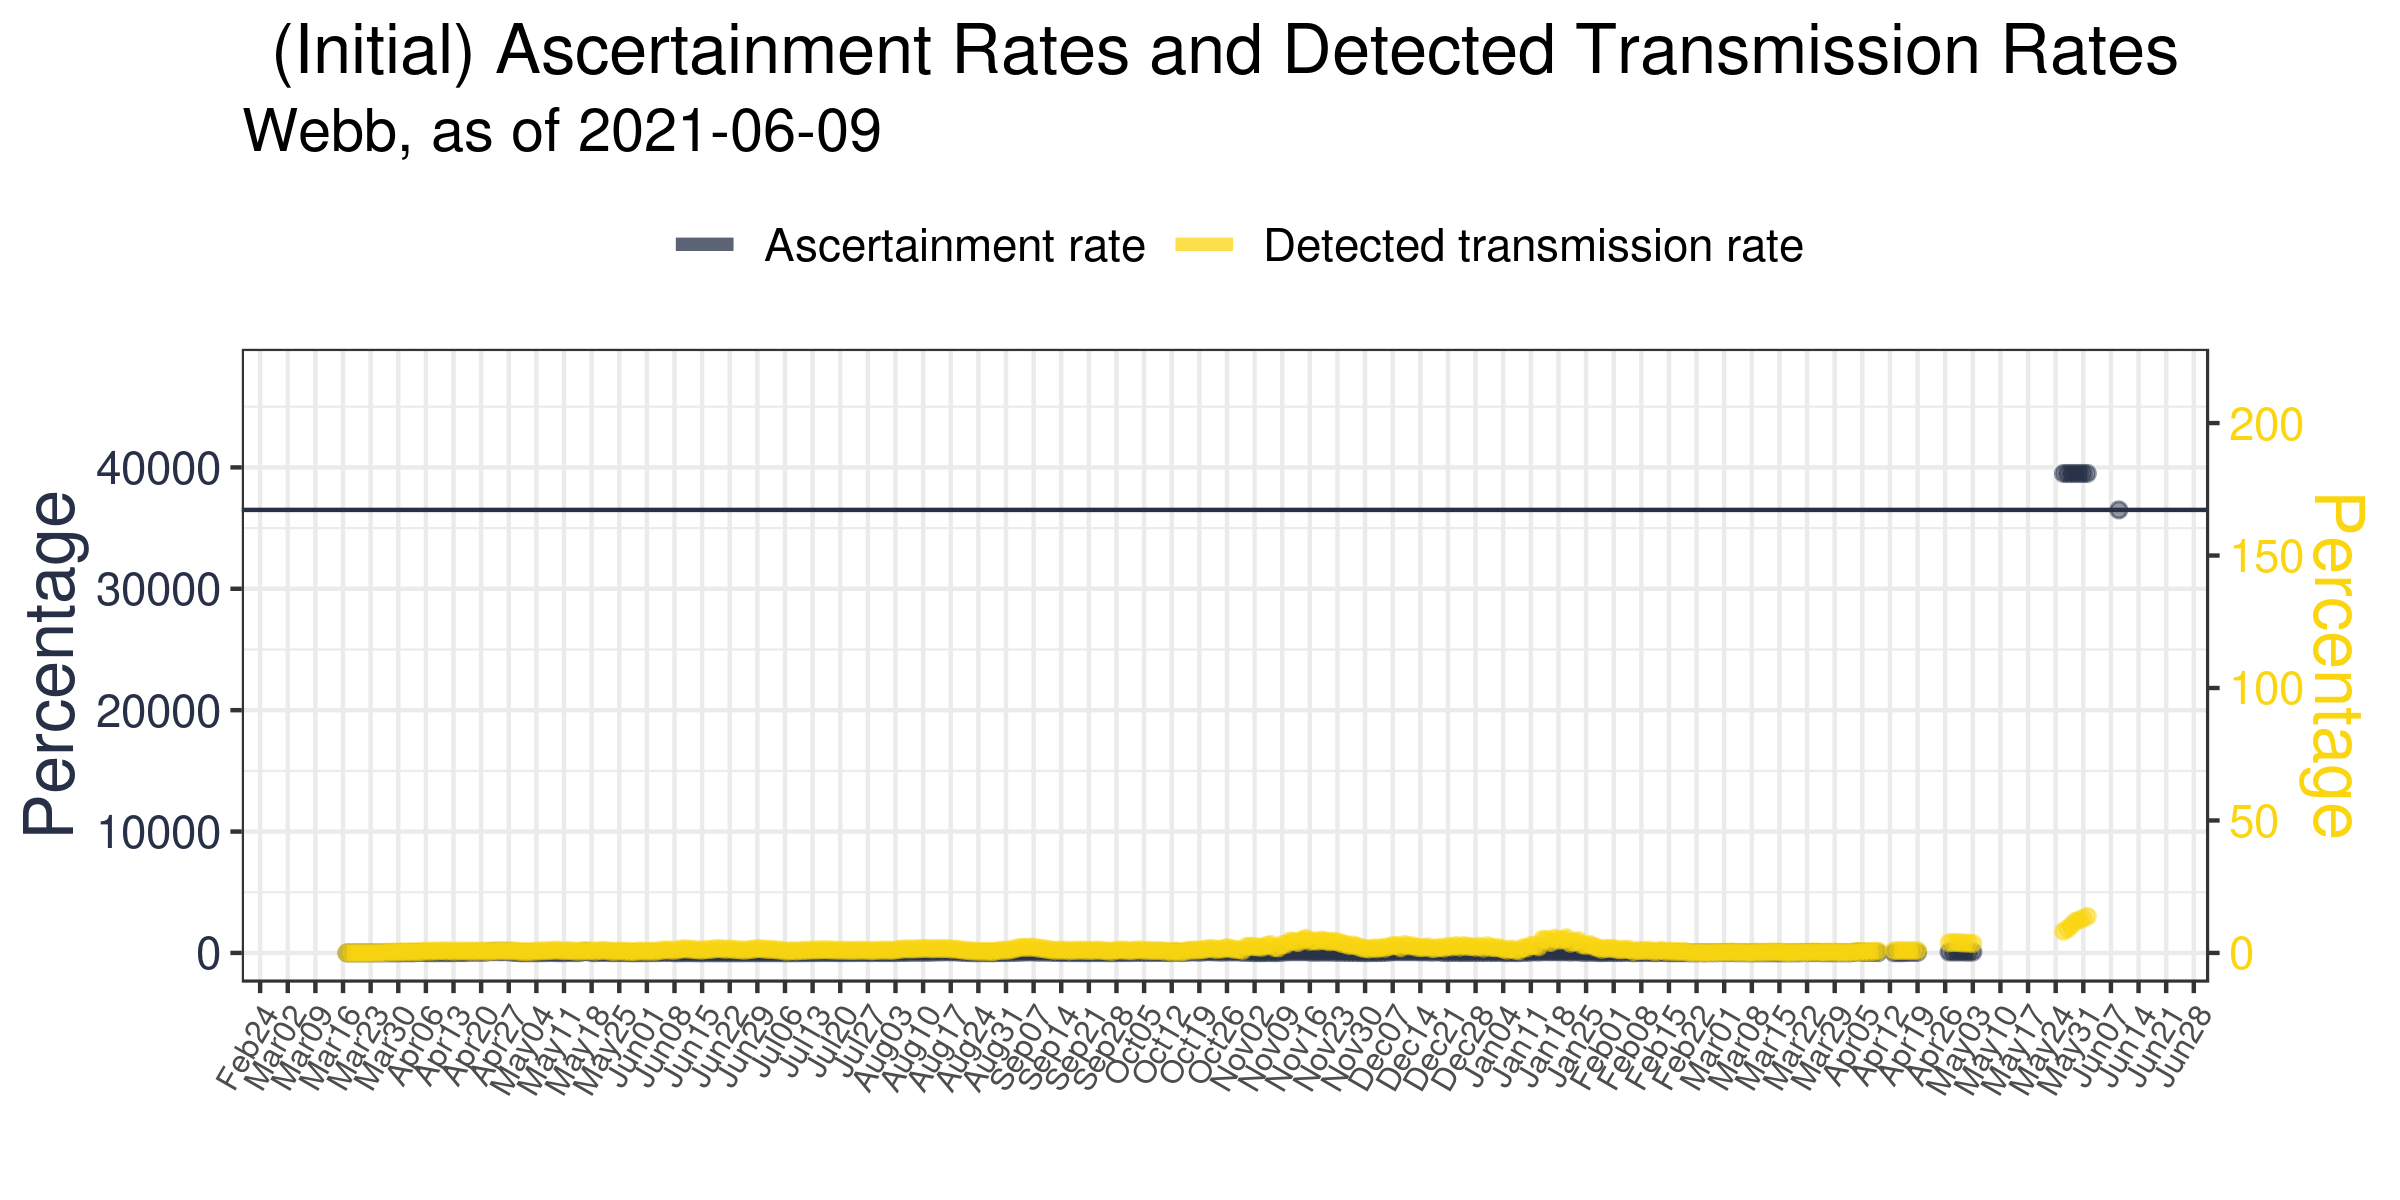 (Initial) Ascertainment Rates and Detected Transmission Rates
Webb, as of 2021-06-09
Ascertainment rate
Detected transmission rate
Percentage
40000
30000
20000
10000
0
200
150
100
50
0
Percentage
Feb24
Mar02
Mar09
Mar16
Mar23
Mar30
Apr06
Apr13
Apr20
Apr27
May04
May11
May18
May25
Jun01
Jun08
Jun15
Jun22
Jun29
Jul06
Jul13
Jul20
Jul27
Aug03
Aug10
Aug17
Aug24
Aug31
Sep07
Sep14
Sep21
Sep28
Oct05
Oct12
Oct19
Oct26
Nov02
Nov09
Nov16
Nov23
Nov30
Dec07
Dec14
Dec21
Dec28
Jan04
Jan11
Jan18
Jan25
Feb01
Feb08
Feb15
Feb22
Mar01
Mar08
Mar15
Mar22
Mar29
Apr05
Apr12
Apr19
Apr26
May03
May10
May17
May24
May31
Jun07
Jun14
Jun21
Jun28